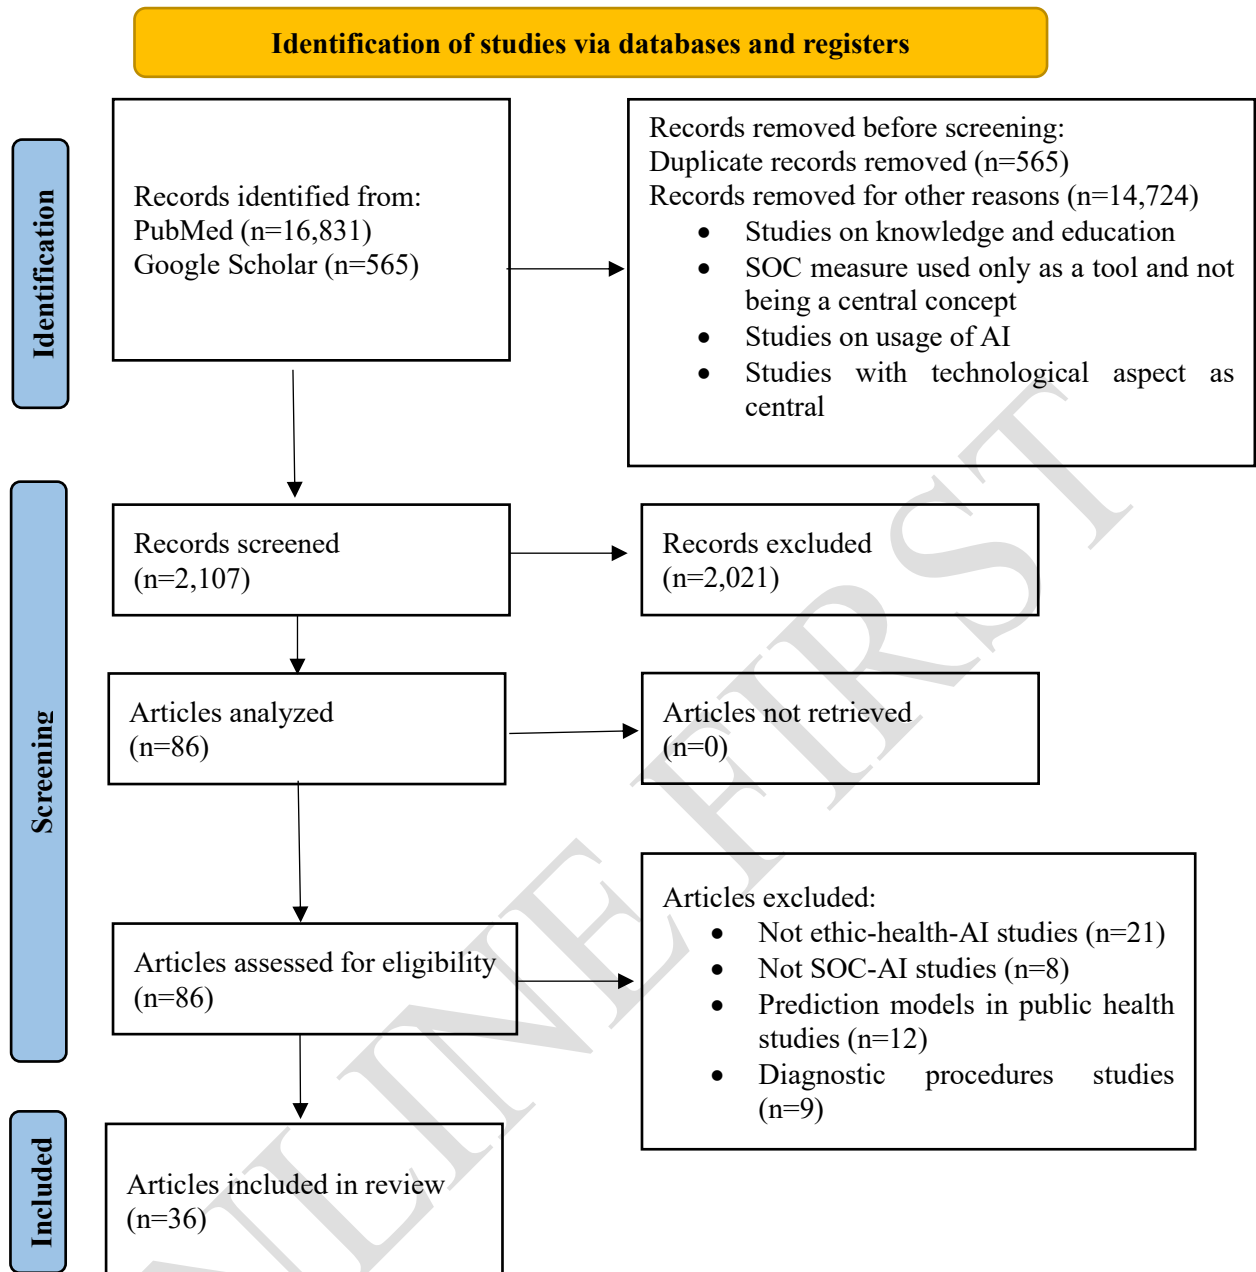 Identification of studies via databases and registers
Identification
Records identified from:
PubMed (n=16,831)
Google Scholar (n=565)
Records removed before screening:
Duplicate records removed (n=565)
Records removed for other reasons (n=14,724)
• Studies on knowledge and education
• SOC measure used only as a tool and not
being a central concept
• Studies on usage of AI
• Studies with technological aspect as
central
Screening
Records screened
(n=2,107)
Records excluded
(n=2,021)
Articles analyzed
(n=86)
Articles not retrieved
(n=0)
Articles assessed for eligibility
(n=86)
Articles excluded:
• Not ethic-health-AI studies (n=21)
• Not SOC-AI studies (n=8)
• Prediction models in public health
studies (n=12)
• Diagnostic procedures studies
(n=9)
Included
Articles included in review
(n=36)
NLINE FIRST